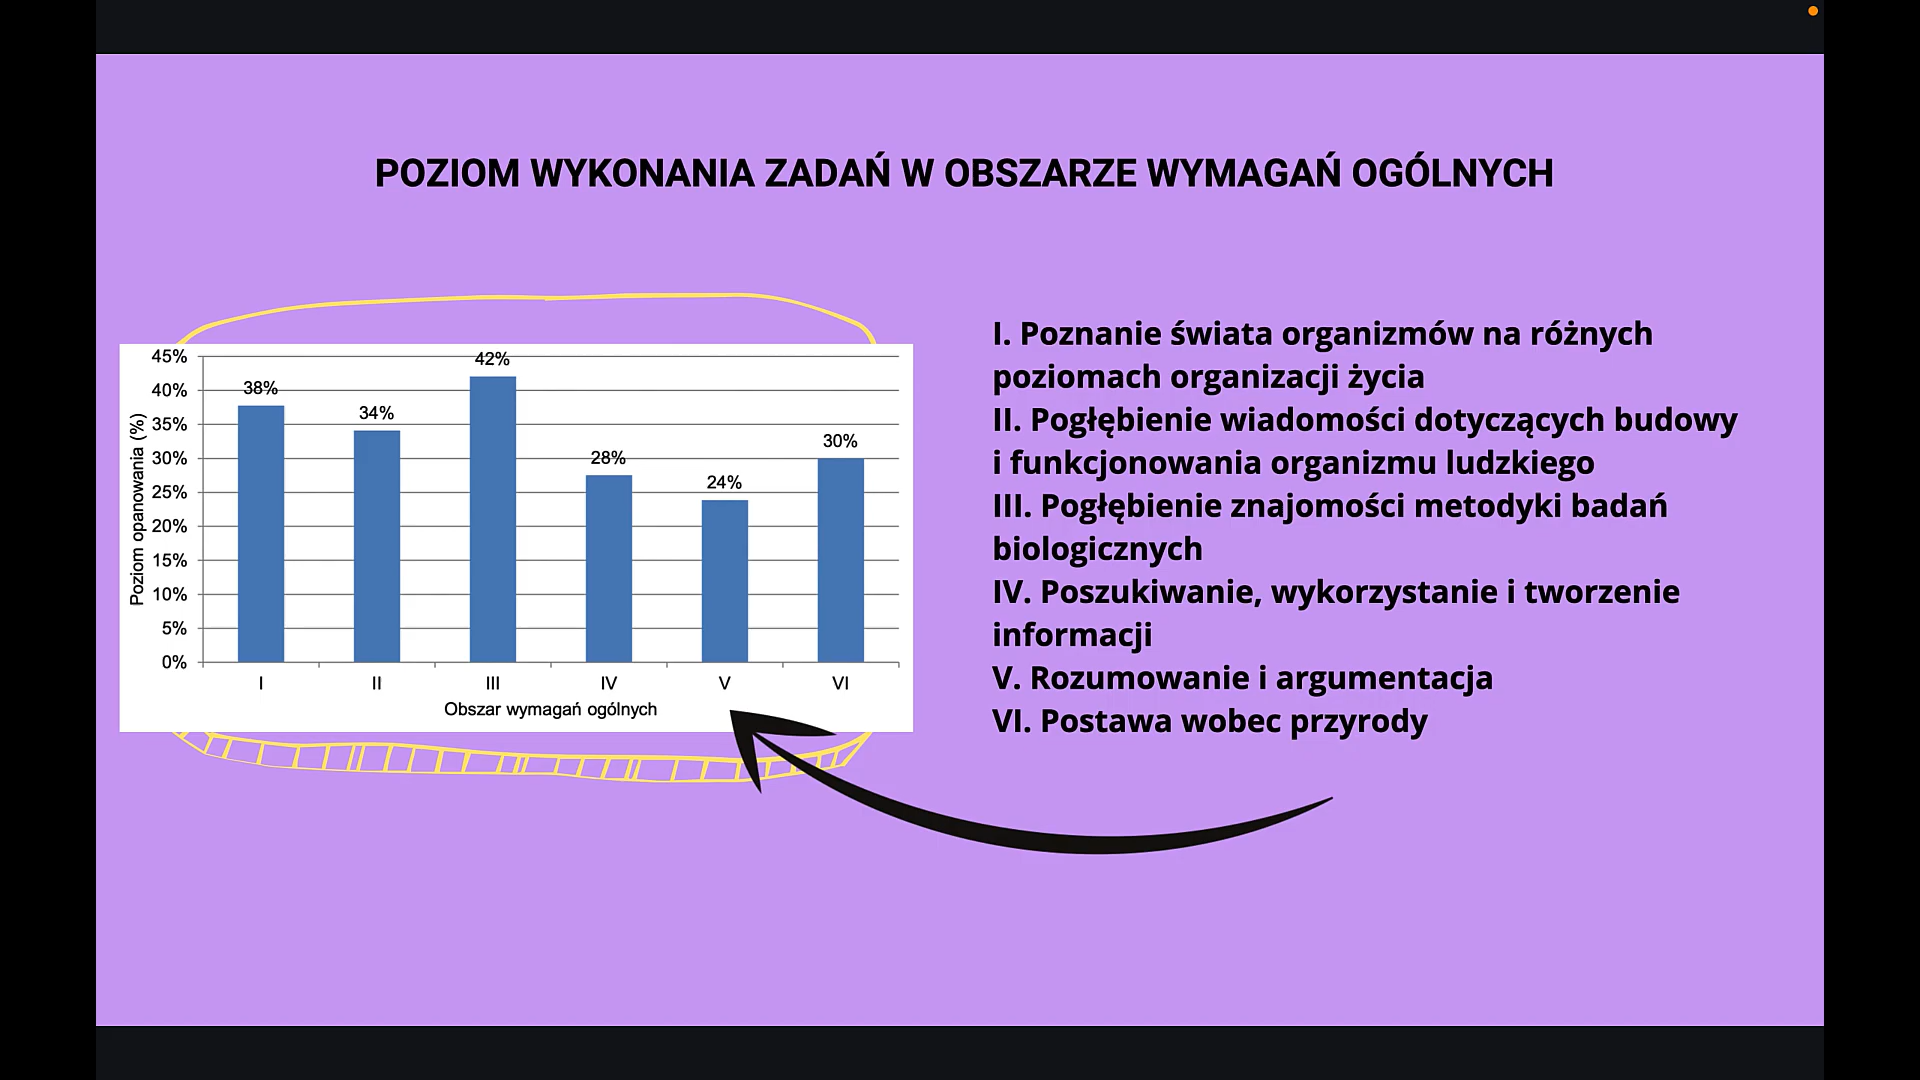 POZIOM WYKONANIA ZADAŃ W OBSZARZE WYMAGAŃ OGÓLNYCH
45%
40%
35%
30%
25%
20%
15%
10%
5%
0%
Poziom opanowania (%)
38%
34%
42%
28%
24%
30%
I
II
III
IV
V
VI
Obszar wymagań ogólnych
I. Poznanie świata organizmów na różnych
poziomach organizacji życia
II. Pogłębienie wiadomości dotyczących budowy
i funkcjonowania organizmu ludzkiego
III. Pogłębienie znajomości metodyki badań
biologicznych
IV. Poszukiwanie, wykorzystanie i tworzenie
informacji
V. Rozumowanie i argumentacja
VI. Postawa wobec przyrody